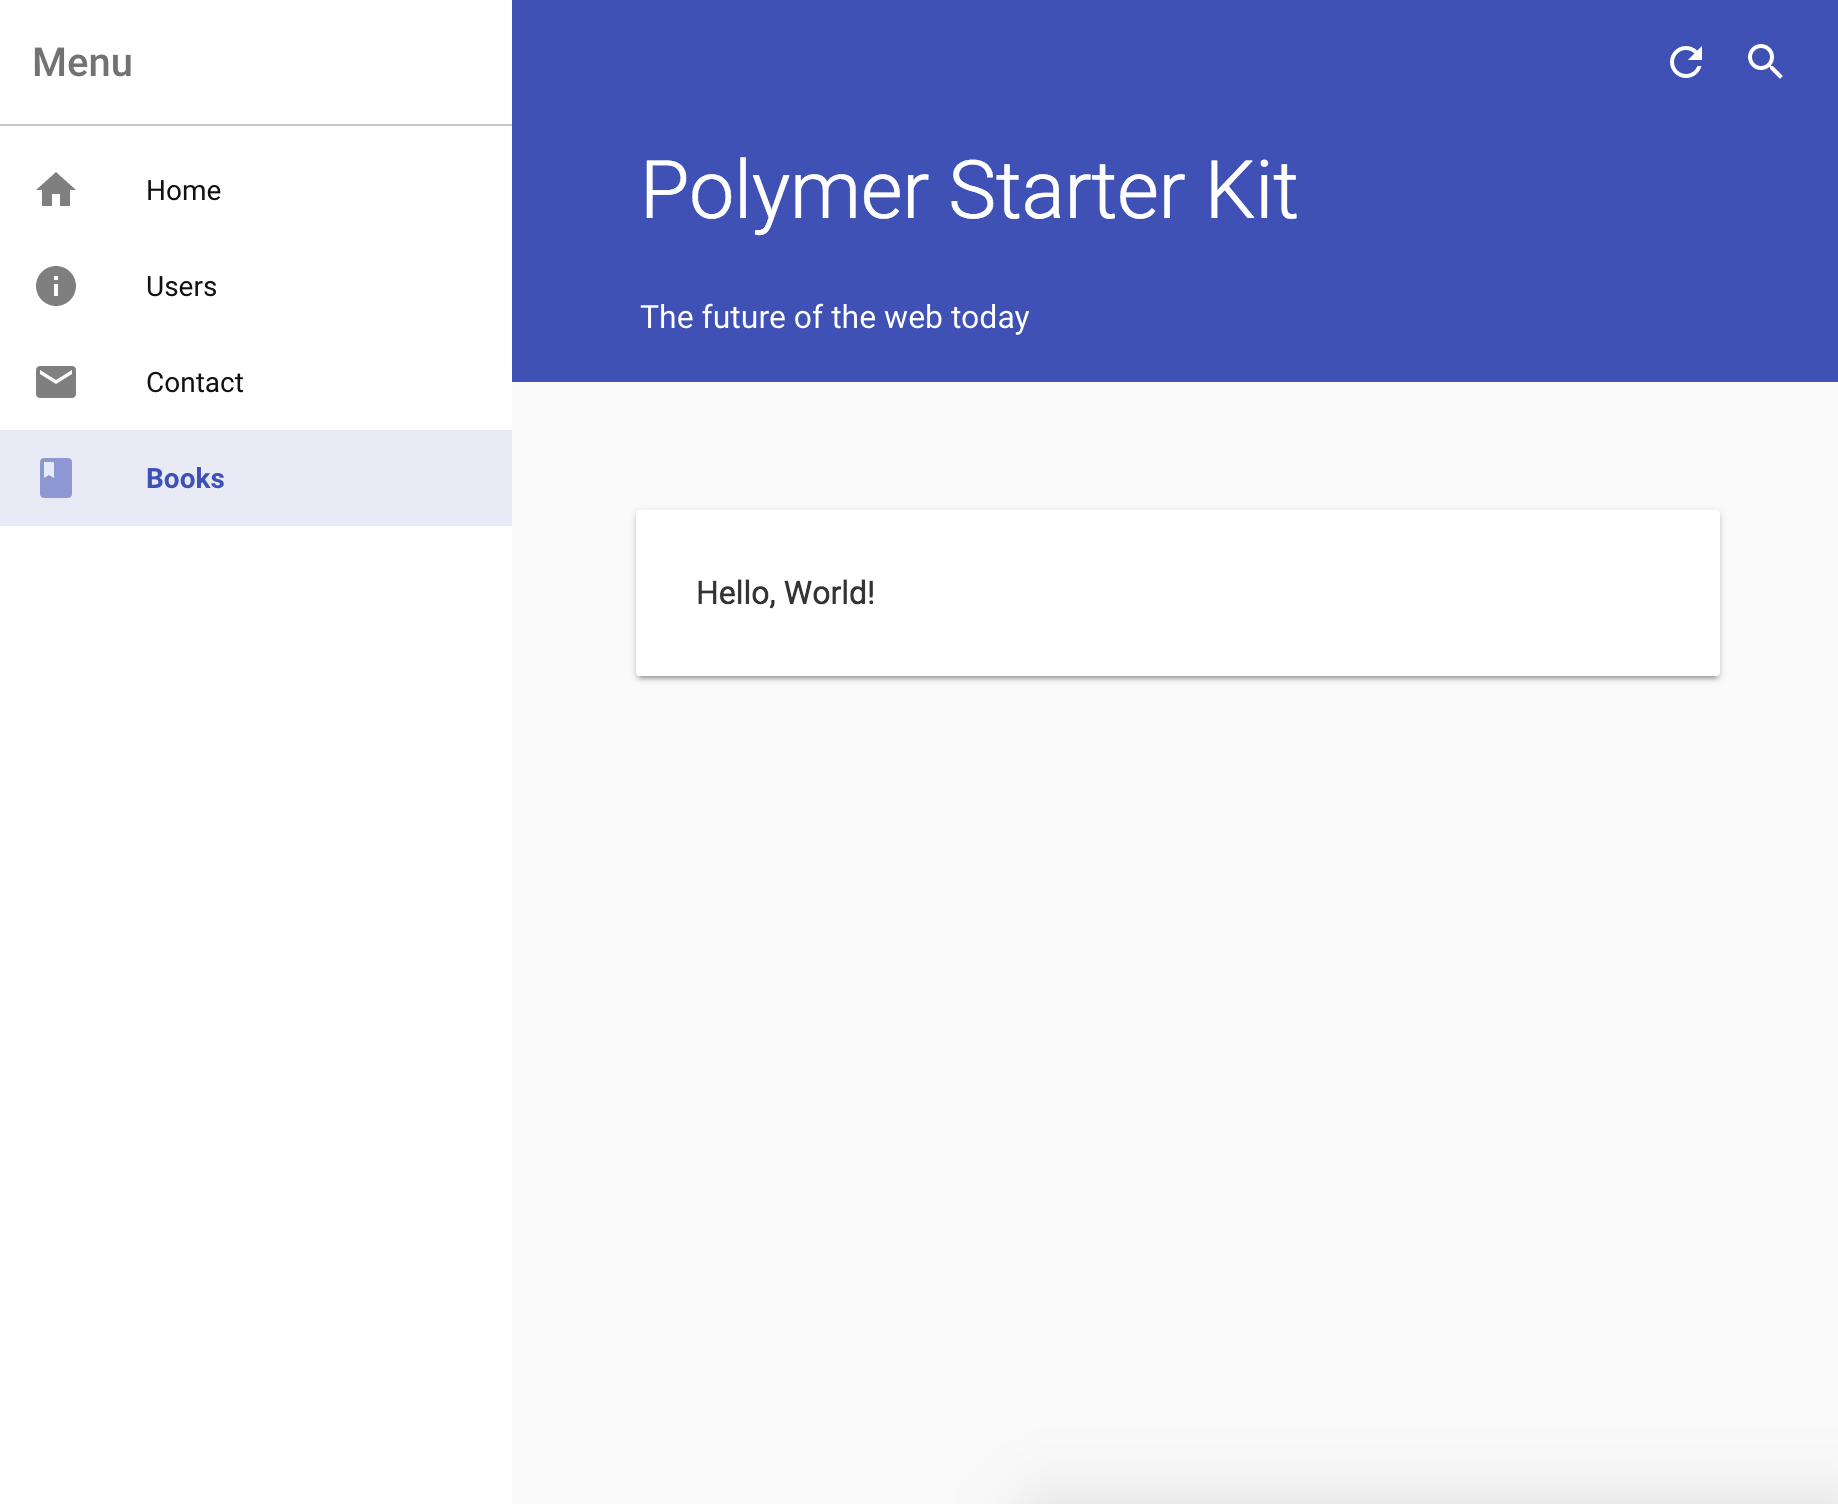 Menu
Home
Users
Contact
Books
Polymer Starter Kit
The future of the web today
Hello, World!